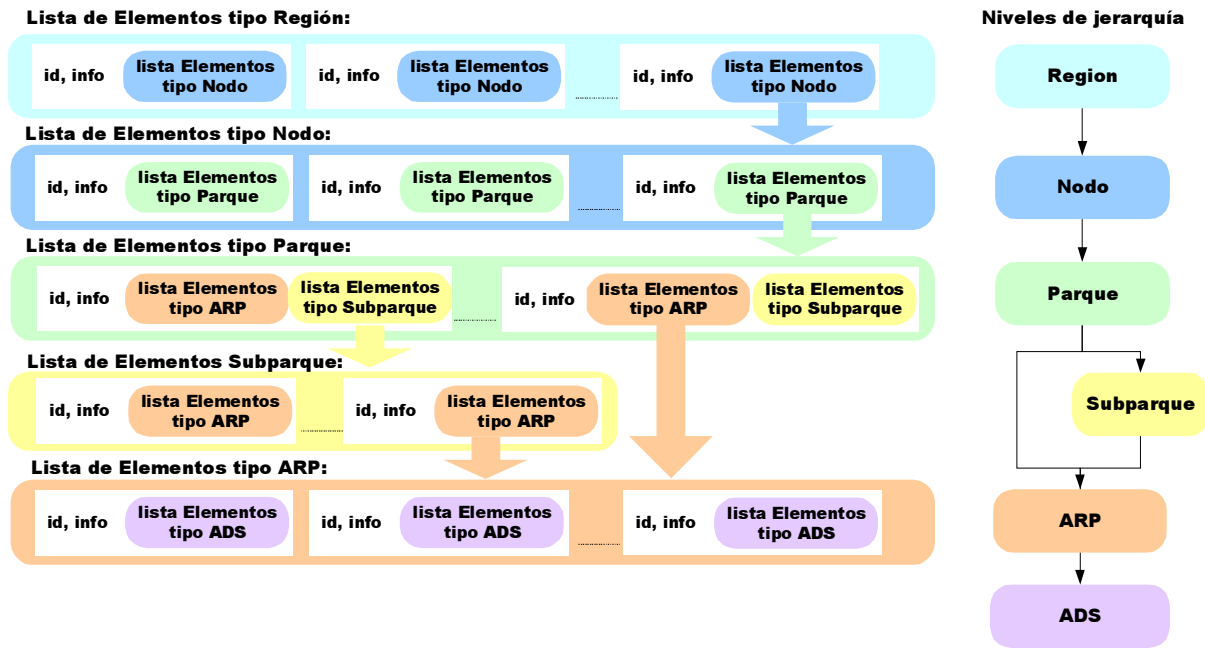 Lista de Elementos tipo Región:
id, info
lista Elementos
tipo Nodo
id, info
lista Elementos
tipo Nodo
id, info
lista Elementos
tipo Nodo
Lista de Elementos tipo Nodo:
id, info
lista Elementos
tipo Parque
id, info
lista Elementos
tipo Parque
id, info
lista Elementos
tipo Parque
Lista de Elementos tipo Parque:
id, info
lista Elementos
tipo ARP
lista Elementos
tipo Subparque
id, info
lista Elementos
tipo ARP
lista Elementos
tipo Subparque
Lista de Elementos Subparque:
id, info
lista Elementos
tipo ARP
id, info
lista Elementos
tipo ARP
Lista de Elementos tipo ARP:
id, info
lista Elementos
tipo ADS
id, info
lista Elementos
tipo ADS
id, info
lista Elementos
tipo ADS
Niveles de jerarquía
Region
Nodo
Parque
Subparque
ARP
ADS